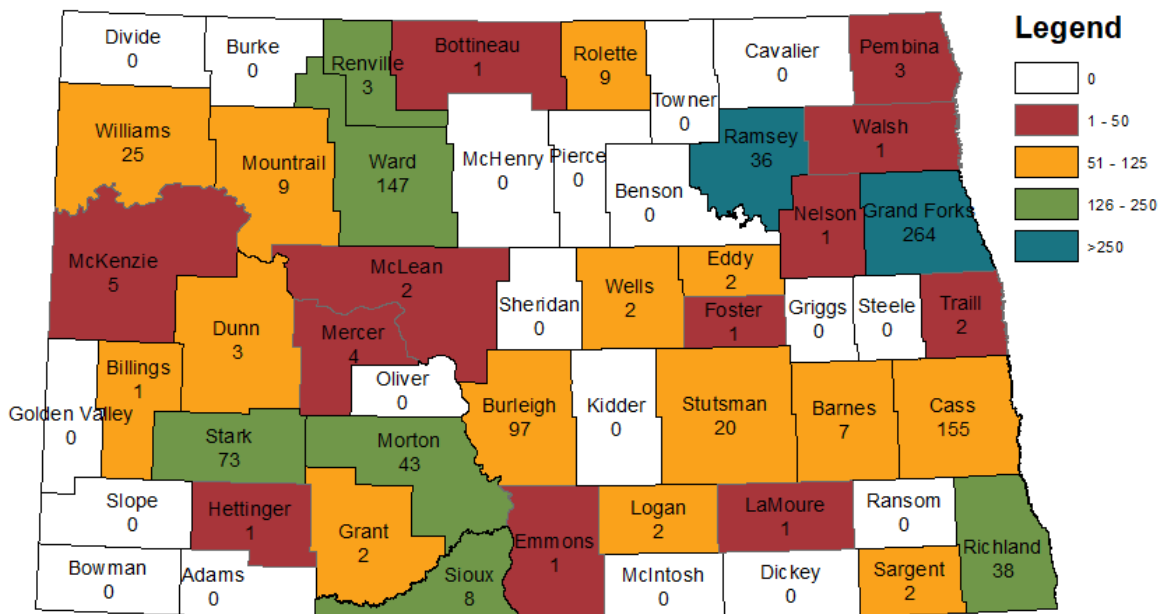 Legend
0
1 - 50
51 - 125
126 - 250
>250
Divide
0
Burke
0
Renville
3
Bottineau
1
Rolette
9
Towner
0
Cavalier
0
Pembina
3
Williams
25
Mountrail
9
Ward
147
McHenry
0
Pierce
0
Benson
0
Ramsey
36
Walsh
1
Nelson
1
Grand Forks
264
McKenzie
5
Dunn
3
McLean
2
Mercer
4
Oliver
0
Sheridan
0
Wells
2
Eddy
2
Foster
1
Griggs
0
Steele
0
Traill
2
Golden Valley
0
Billings
1
Stark
73
Morton
43
Burleigh
97
Kidder
0
Stutsman
20
Barnes
7
Cass
155
Slope
0
Hettinger
1
Grant
2
Sioux
8
Emmons
1
Logan
2
LaMoure
1
Ransom
0
Richland
38
Bowman
0
Adams
0
McIntosh
0
Dickey
0
Sargent
2